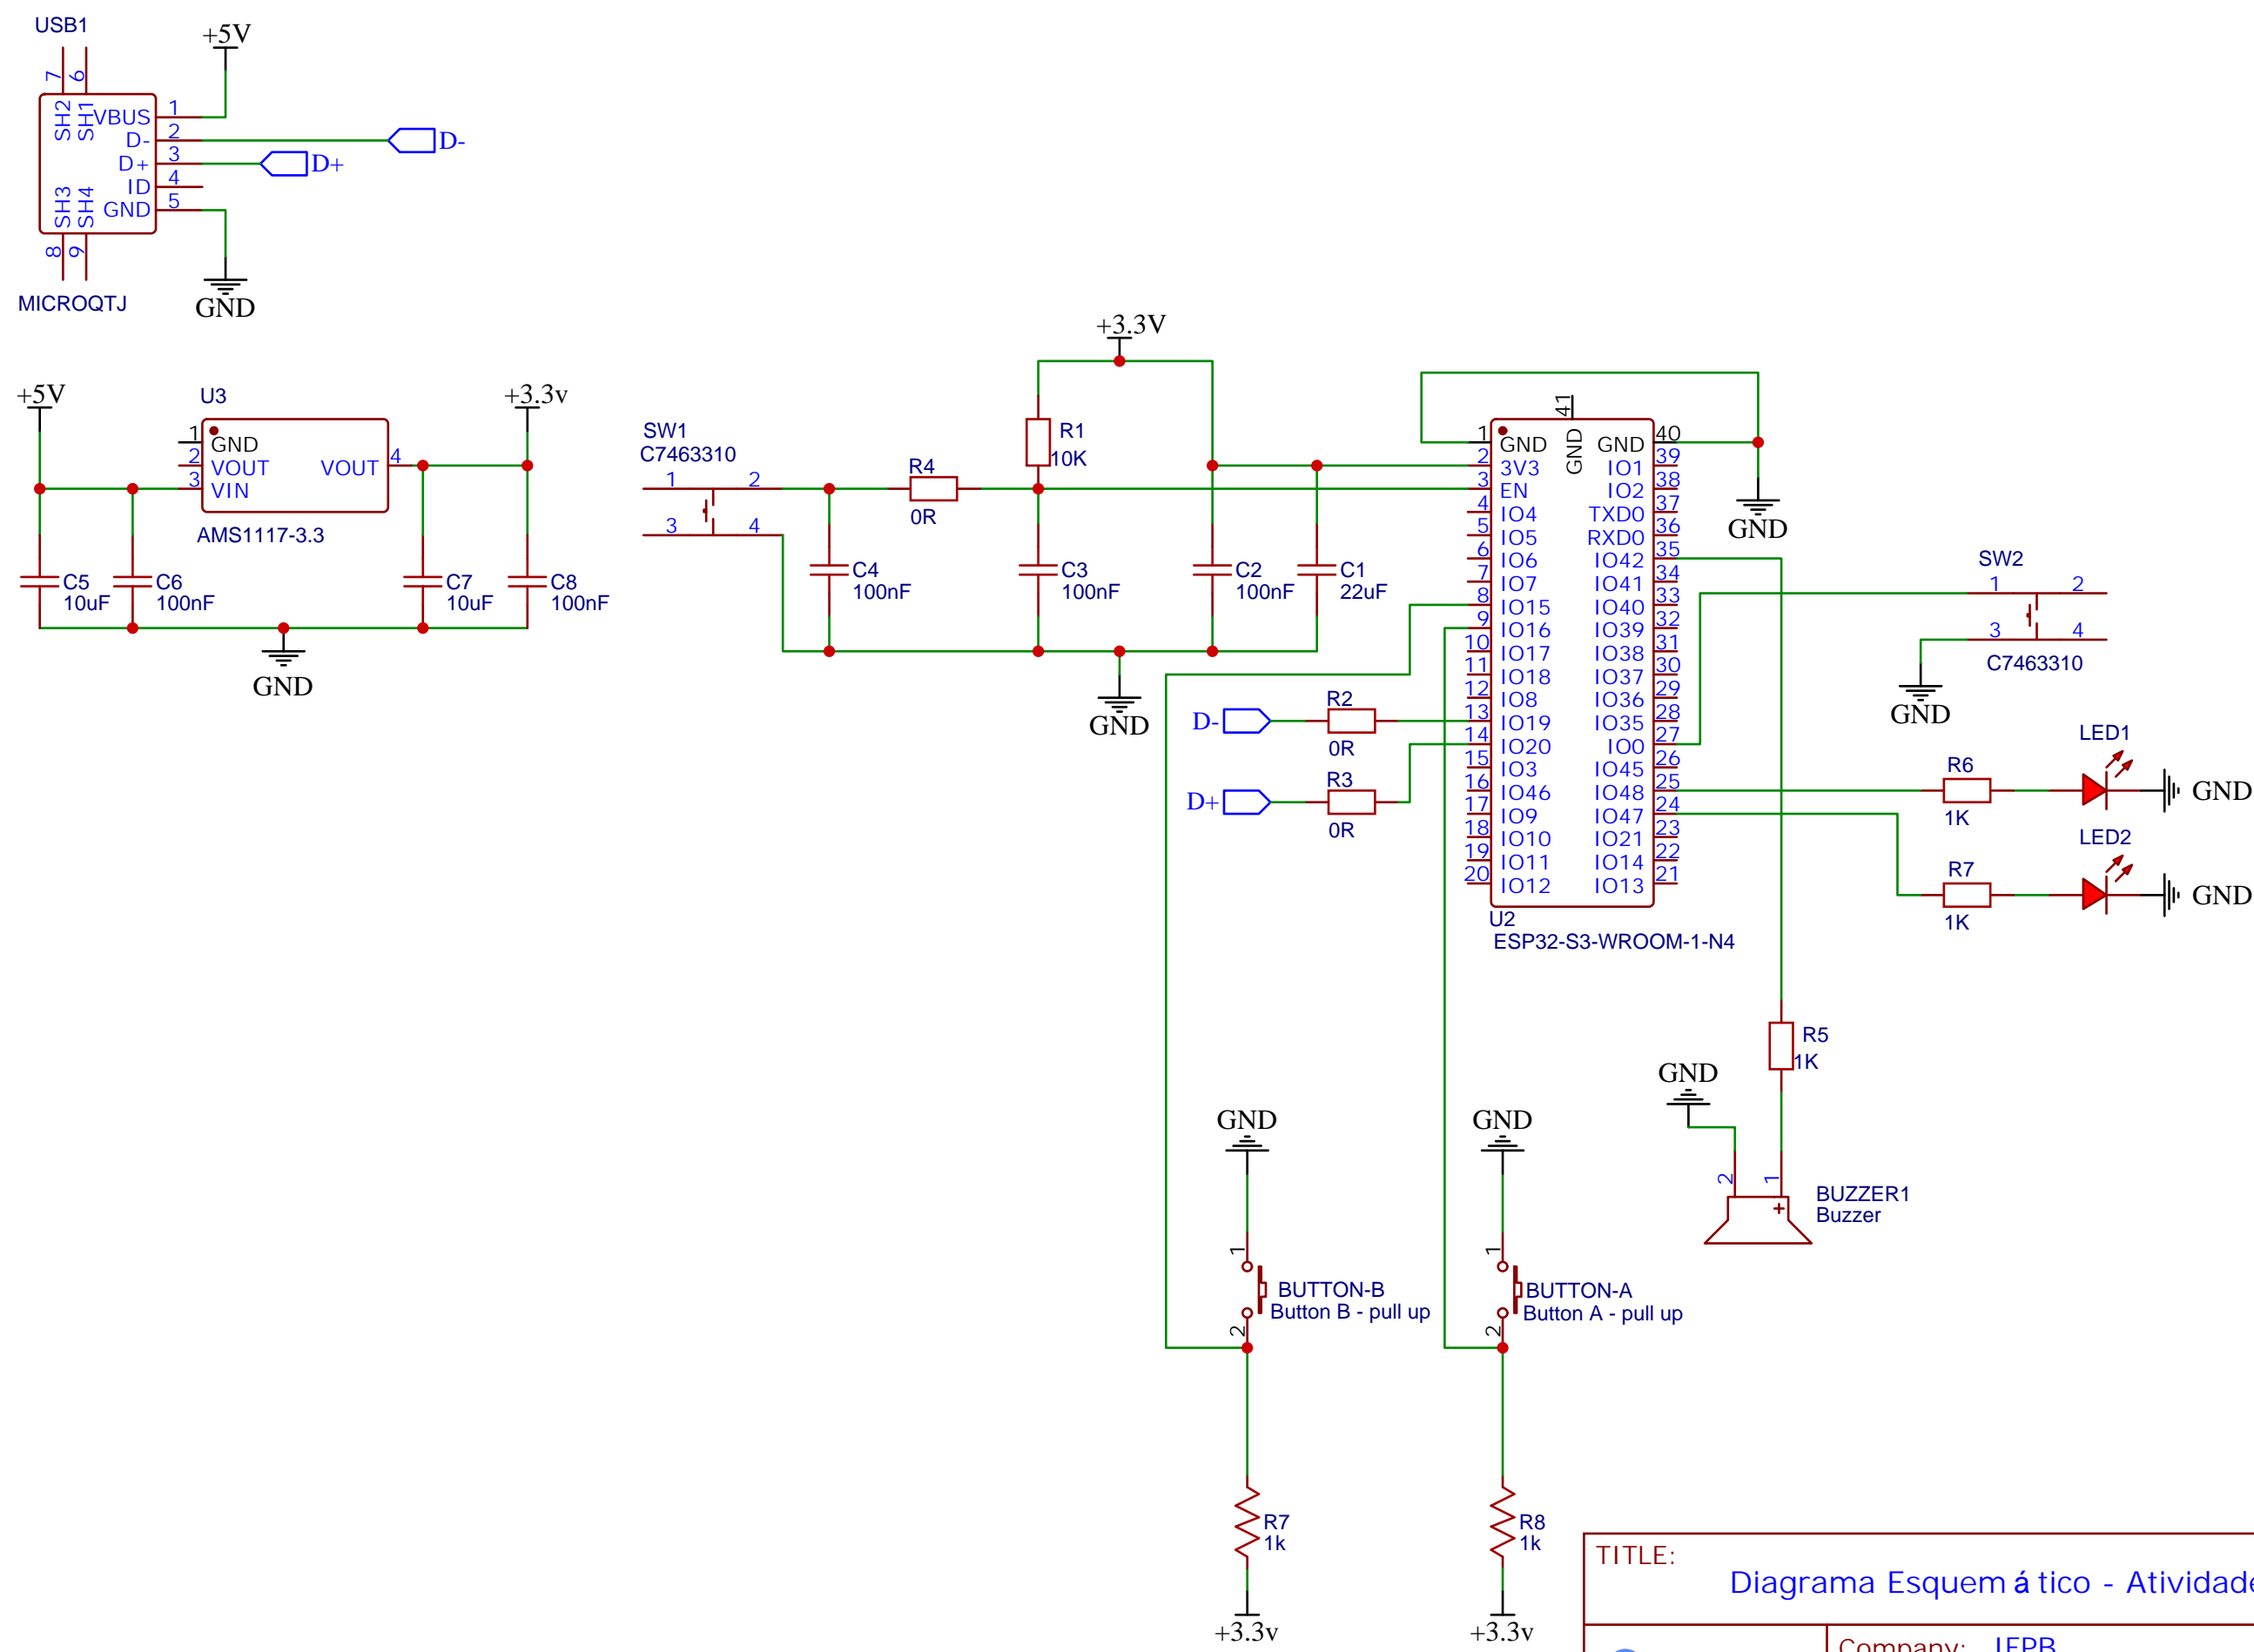 USB1
+5V
7
6
SH2
SH1
VBUS
1
D-
2
D-
D+
3
D+
ID
4
SH3
SH4
GND
5
8
9
MICROQTJ
GND
+5V
U3
+3.3v
1
GND
2
VOUT
VOUT
4
3
VIN
AMS1117-3.3
C5
10uF
C6
100nF
C7
10uF
C8
100nF
GND
+3.3V
SW1
C7463310
1
2
3
4
R4
0R
R1
10K
C4
100nF
C3
100nF
C2
100nF
C1
22uF
GND
D-
R2
0R
D+
R3
0R
41
GND
1
GND
2
3V3
3
EN
4
IO4
5
IO5
6
IO6
7
IO7
8
IO15
9
IO16
10
IO17
11
IO18
12
IO8
13
IO19
14
IO20
15
IO3
16
IO46
17
IO9
18
IO10
19
IO11
20
IO12
GND
40
IO1
39
IO2
38
TXD0
37
RXD0
36
IO42
35
IO41
34
IO40
33
IO39
32
IO38
31
IO37
30
IO36
29
IO35
28
IO0
27
IO45
26
IO48
25
IO47
24
IO21
23
IO14
22
IO13
21
U2
ESP32-S3-WROOM-1-N4
GND
SW2
1
2
3
4
C7463310
GND
LED1
R6
1K
GND
LED2
R7
1K
GND
R5
1K
GND
2
1
BUZZER1
Buzzer
GND
1
BUTTON-B
Button B - pull up
2
GND
1
BUTTON-A
Button A - pull up
2
R7
1k
+3.3v
R8
1k
+3.3v
TITLE:
Diagrama Esquemático - Atividade
Company: IFPB